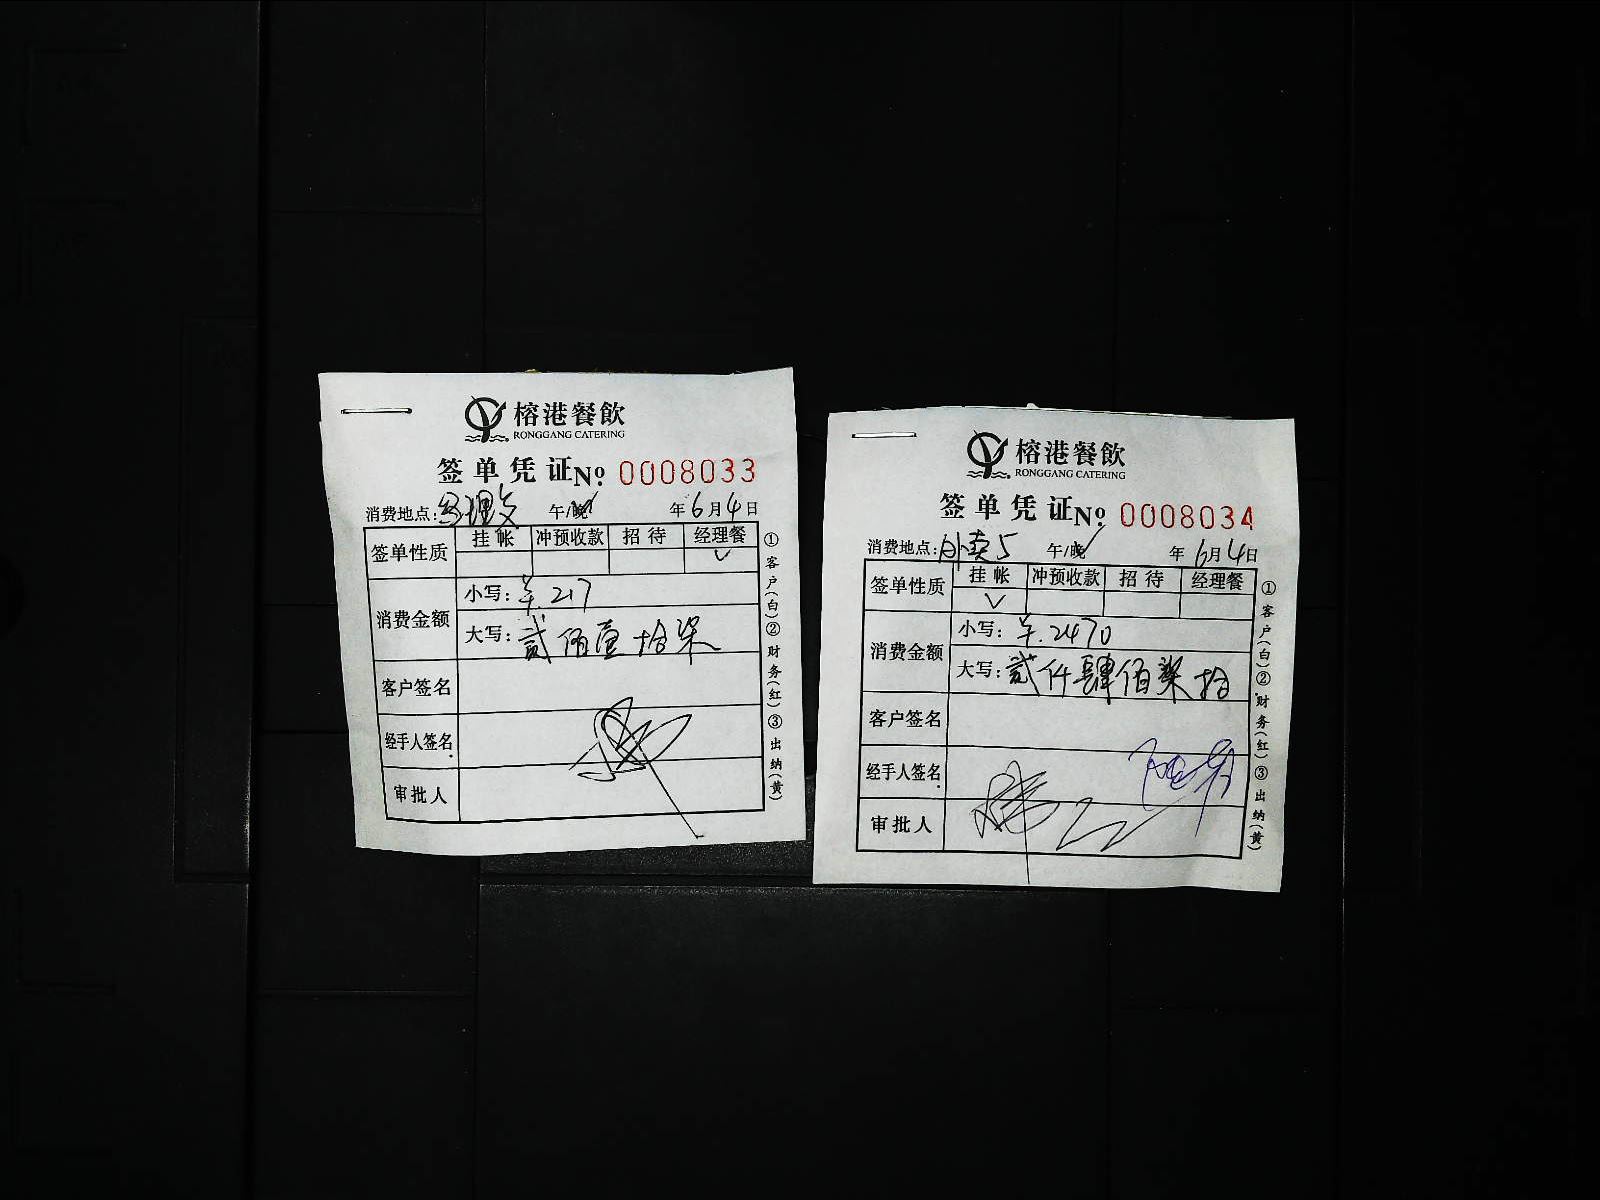 榕港餐飲
RONGGANG CATERING
签单凭证 No 0008033
消费地点: 经理 午/晚 年6月4日
签单性质 挂帐 冲预收款 招待 经理餐
✓
消费金额 小写: ¥.217
大写: 贰佰壹拾柒
客户签名
经手人签名
审批人
①客户(白)②财务(红)③出纳(黄)
榕港餐飲
RONGGANG CATERING
签单凭证 No 0008034
消费地点: 外卖5 午/晚 年6月4日
签单性质 挂帐 冲预收款 招待 经理餐
✓
消费金额 小写: ¥.2470
大写: 贰仟肆佰柒拾
客户签名
经手人签名
审批人
①客户(白)②财务(红)③出纳(黄)